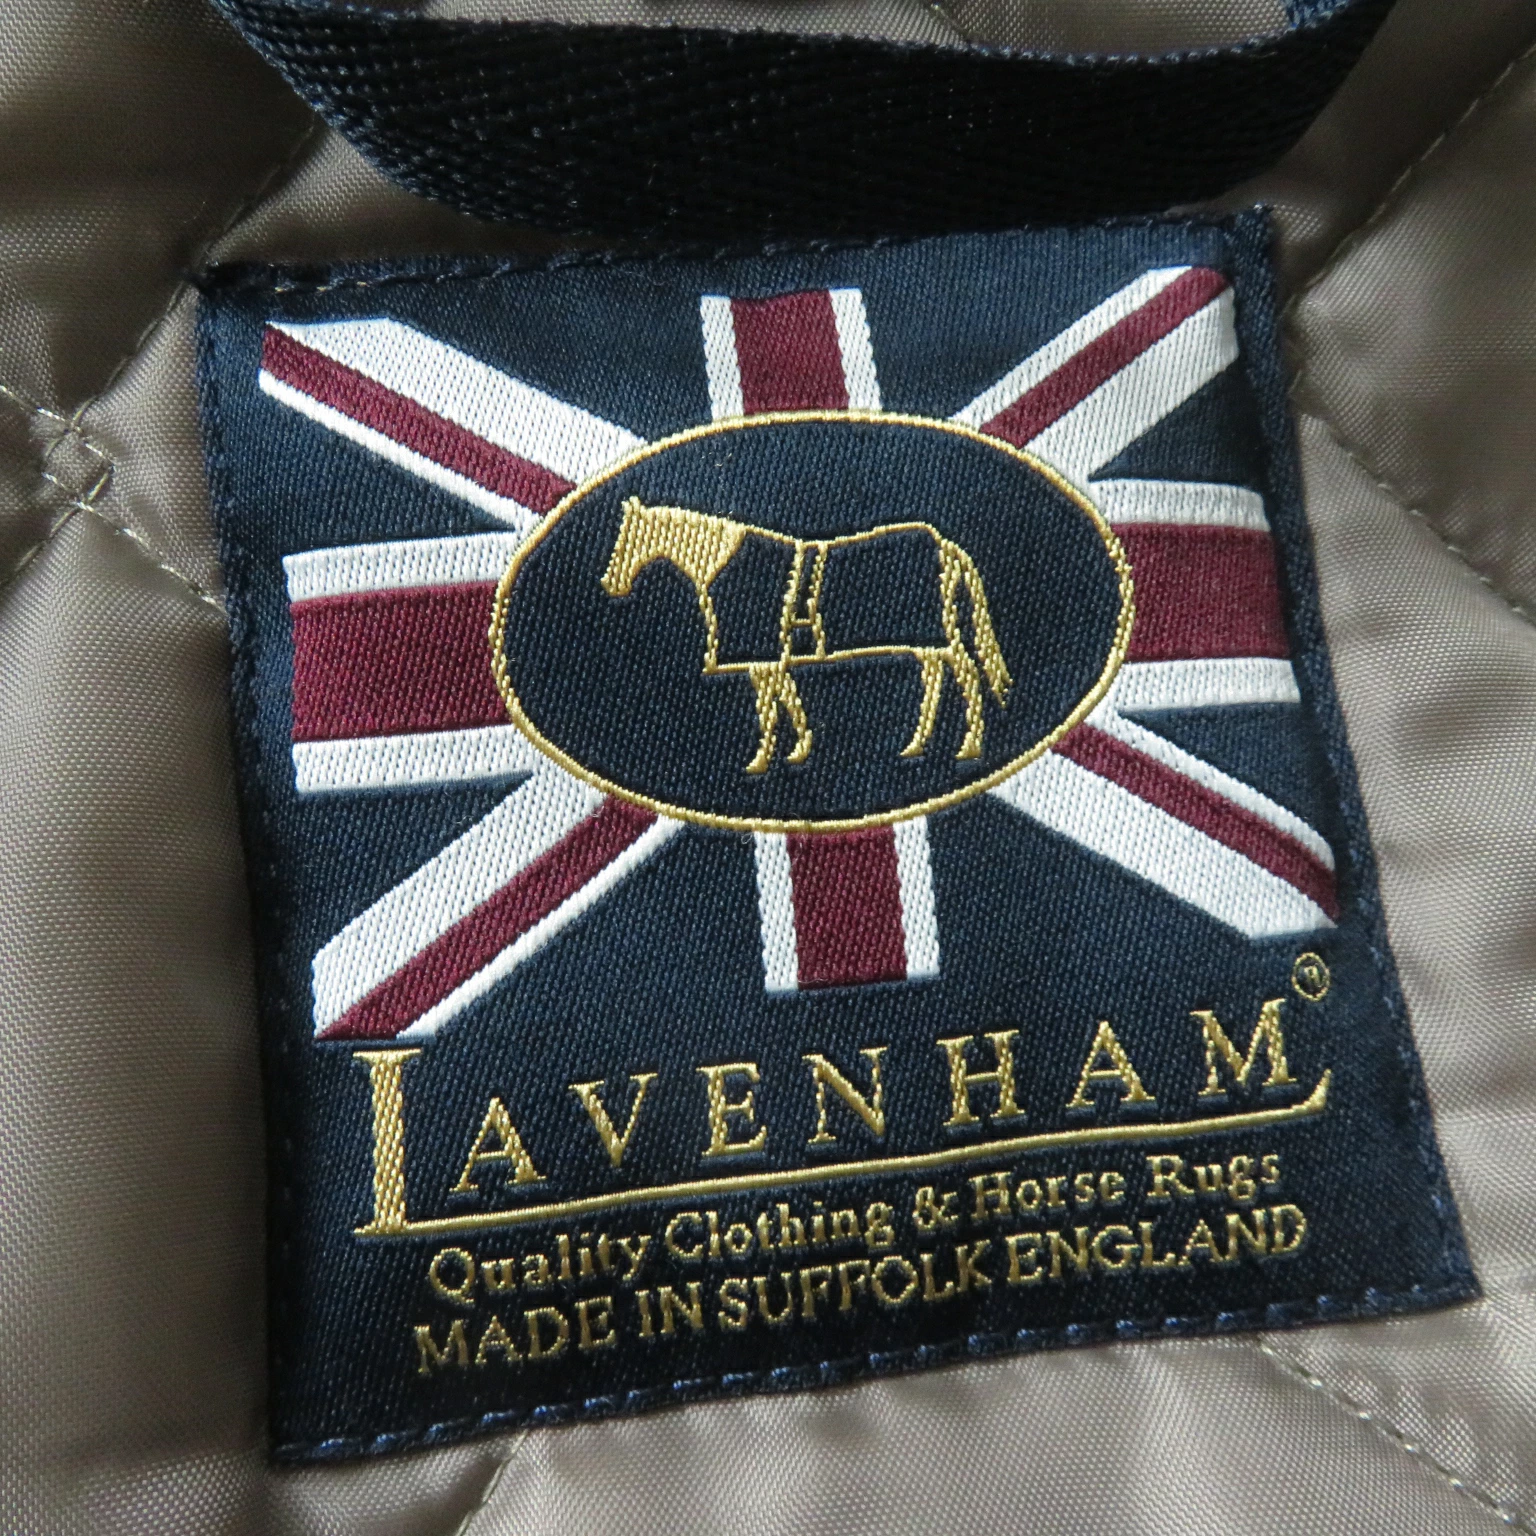 LAVENHAM®
Quality Clothing & Horse Rugs
MADE IN SUFFOLK ENGLAND